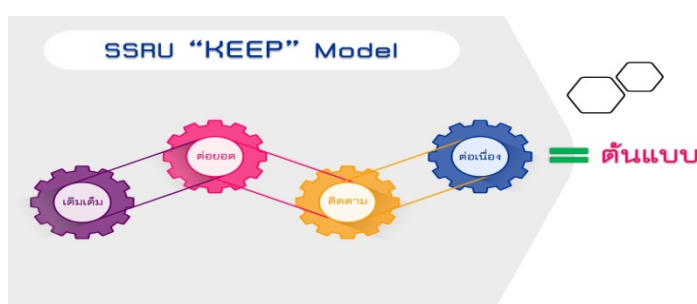 SSRU “KEEP” Model
เติมเต็ม
ต่อยอด
ติดตาม
ต่อเนื่อง
= ต้นแบบ